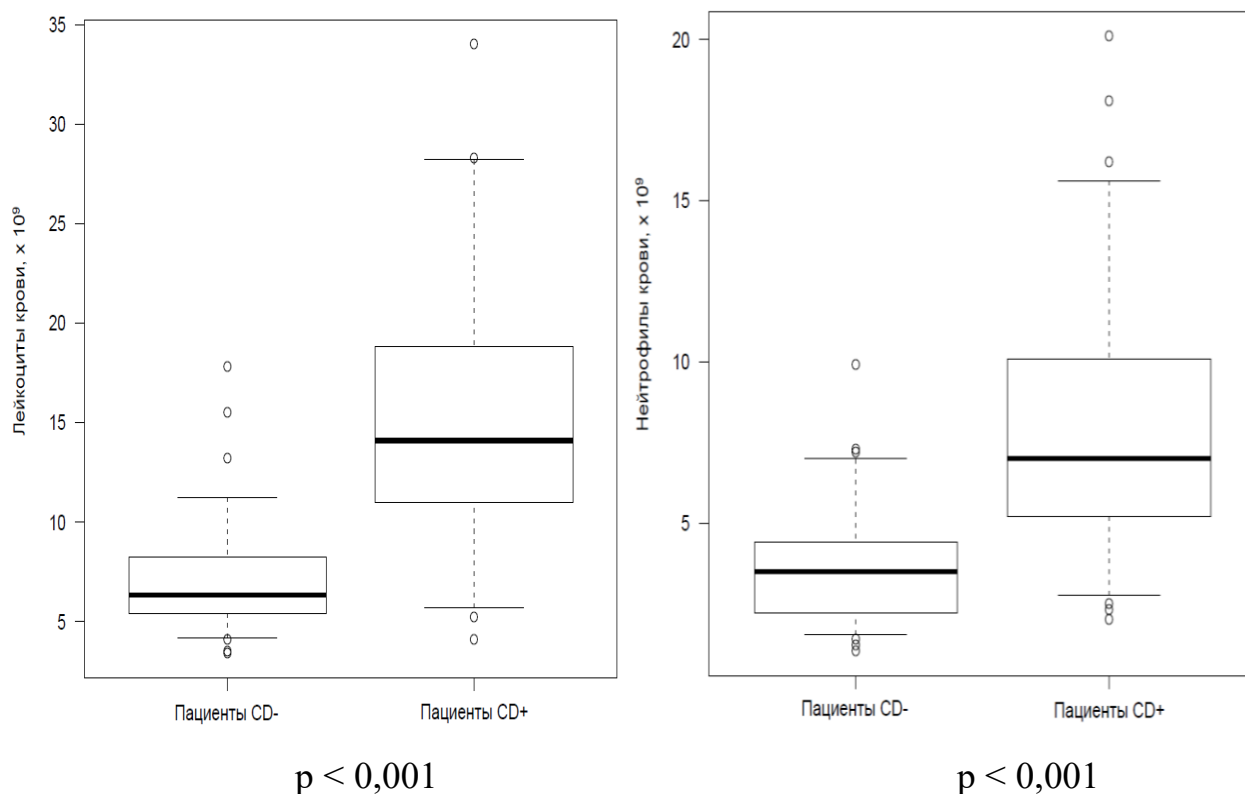 35
30
25
20
15
10
5
Лейкоциты крови, x 10⁹
Пациенты CD-
Пациенты CD+
p < 0,001
20
15
10
5
Нейтрофилы крови, x 10⁹
Пациенты CD-
Пациенты CD+
p < 0,001